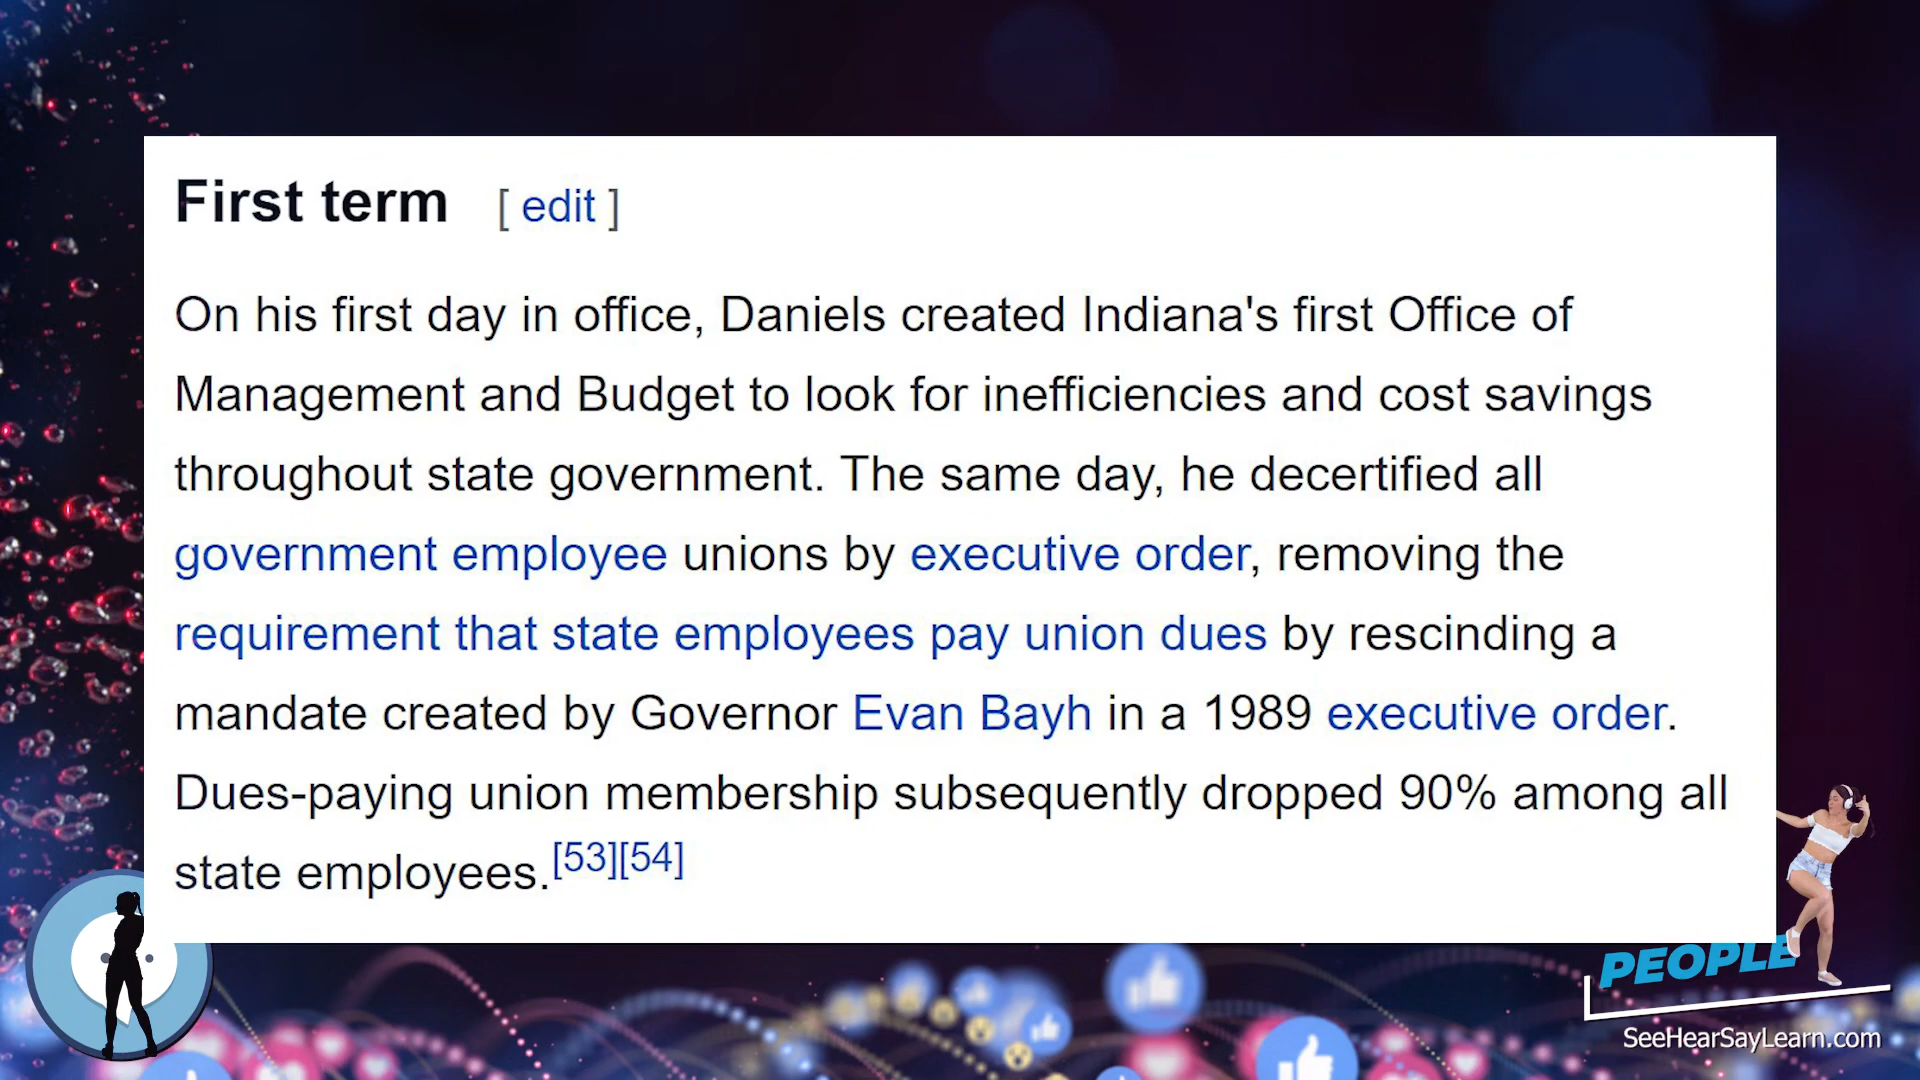 First term [ edit ]
On his first day in office, Daniels created Indiana's first Office of
Management and Budget to look for inefficiencies and cost savings
throughout state government. The same day, he decertified all
government employee unions by executive order, removing the
requirement that state employees pay union dues by rescinding a
mandate created by Governor Evan Bayh in a 1989 executive order.
Dues-paying union membership subsequently dropped 90% among all
state employees.[53][54]
PEOPLE
SeeHearSayLearn.com